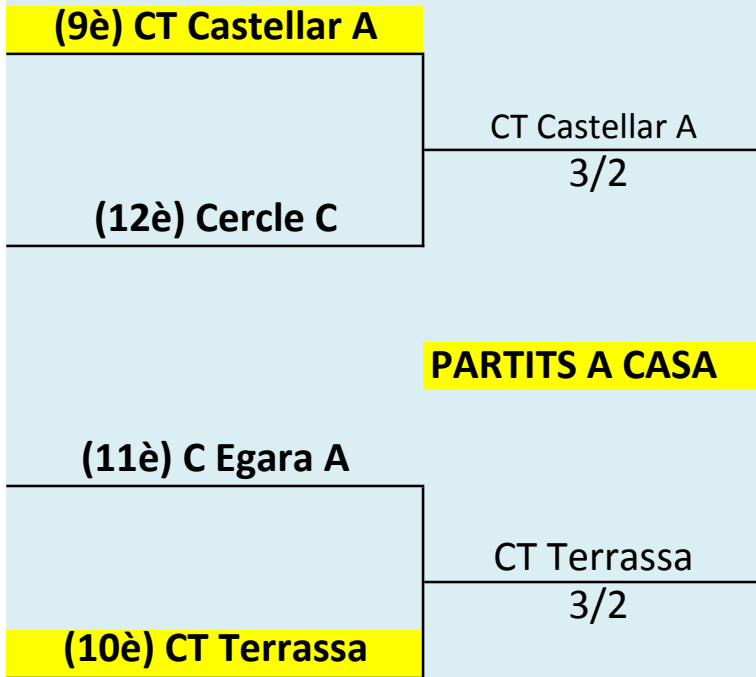 (9è) CT Castellar A
CT Castellar A
3/2
(12è) Cercle C
PARTITS A CASA
(11è) C Egara A
CT Terrassa
3/2
(10è) CT Terrassa